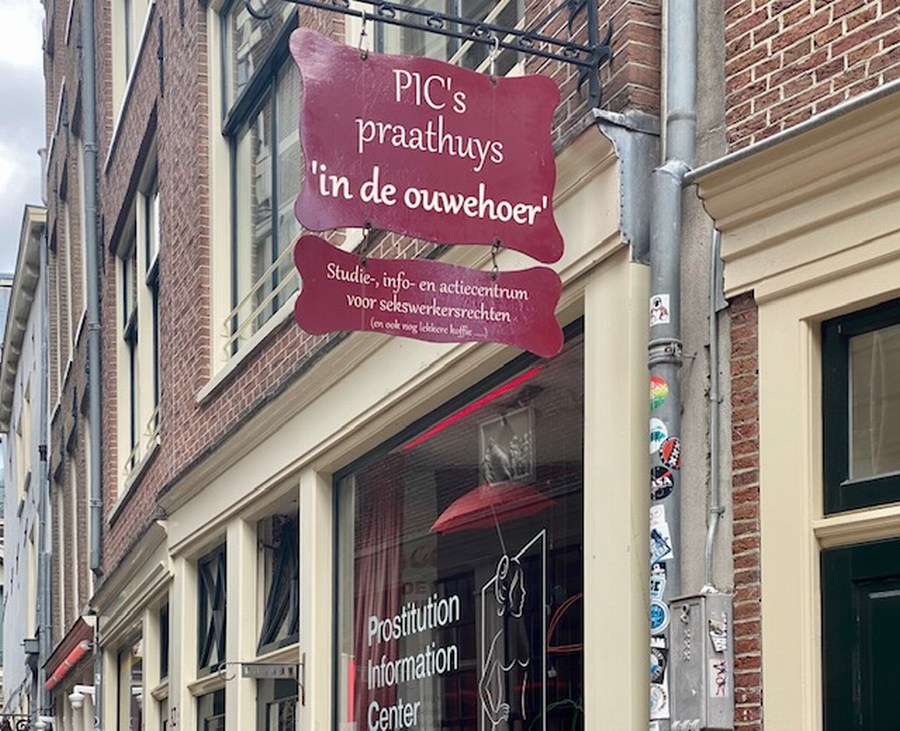 PIC's
praathuys
'in de ouwehoer'
Studie-, info- en actiecentrum
voor sekswerkersrechten
(en ook nog lekkere koffie ....)
Prostitution
Information
Center